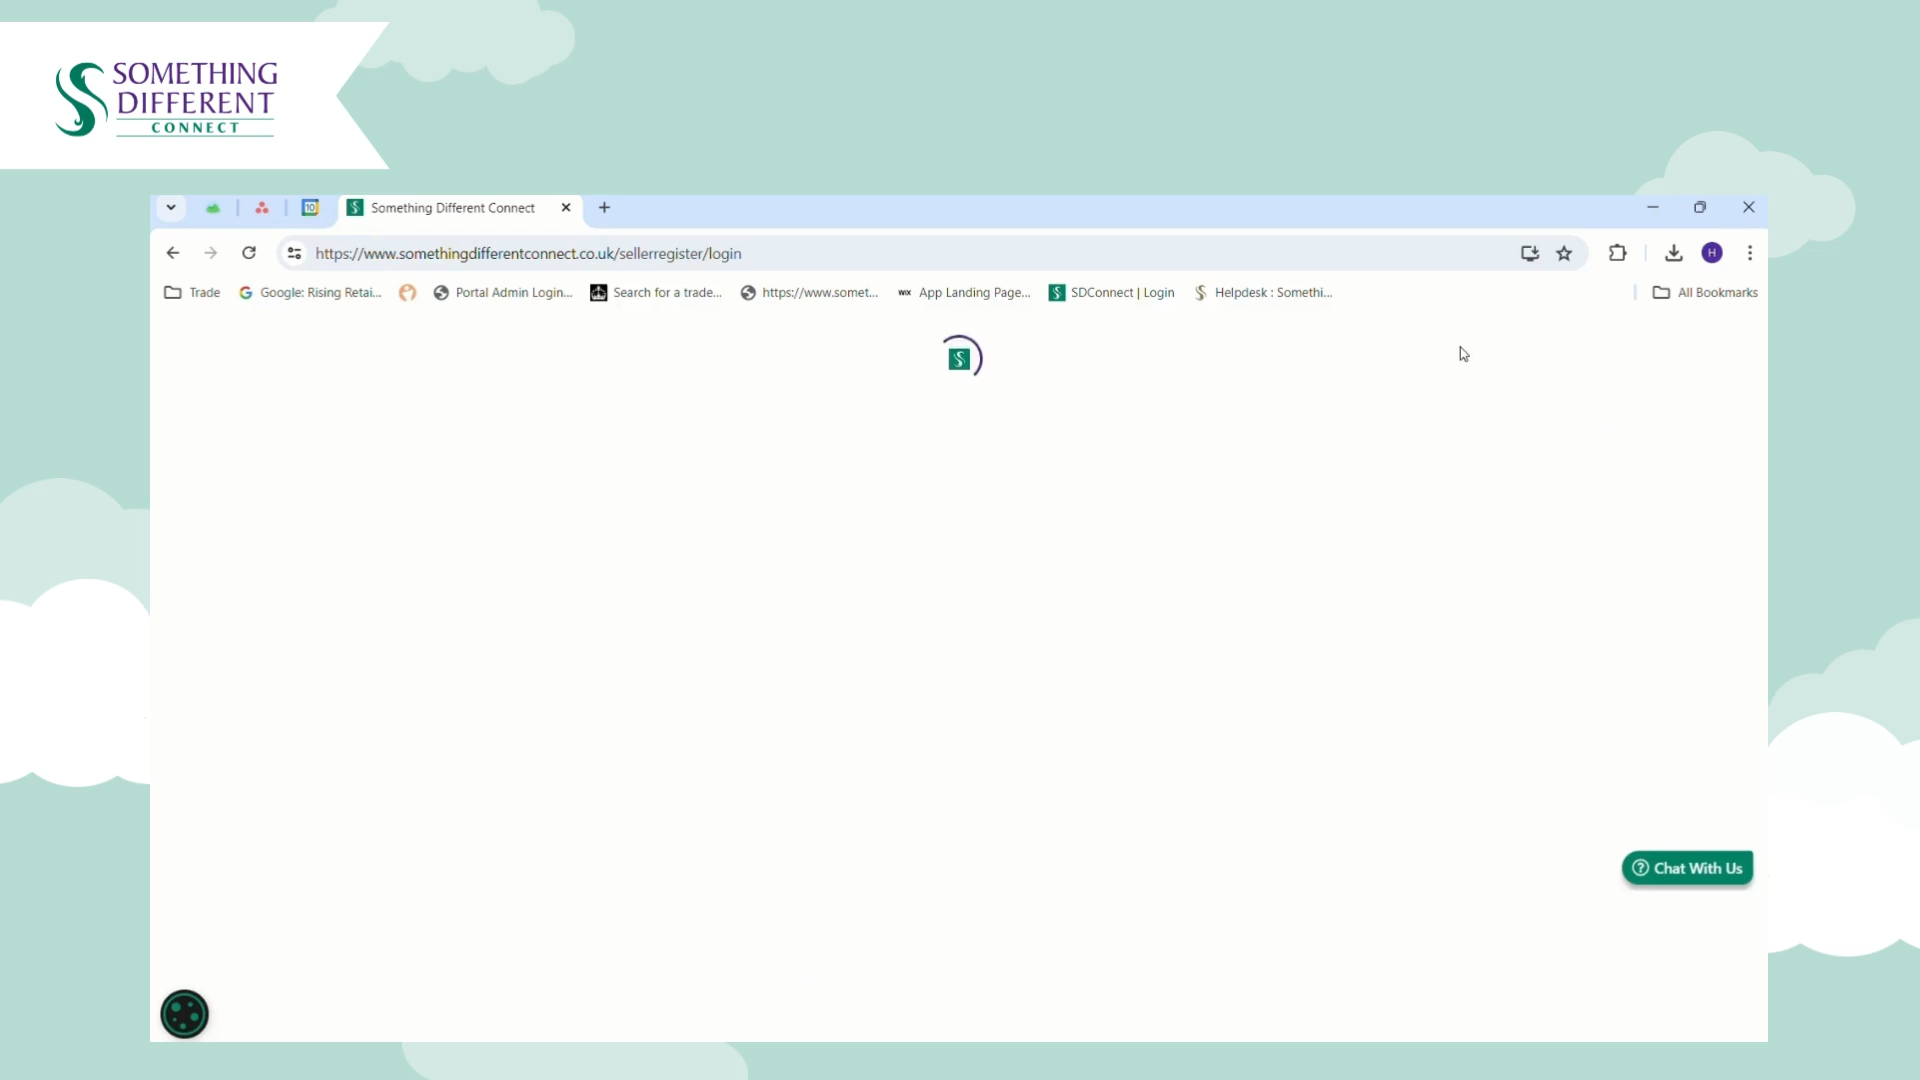 SOMETHING
DIFFERENT
CONNECT
10
Something Different Connect
https://www.somethingdifferentconnect.co.uk/sellerregister/login
H
Trade
Google: Rising Retai...
Portal Admin Login...
Search for a trade...
https://www.somet...
WIX
App Landing Page...
SDConnect | Login
Helpdesk : Somethi...
All Bookmarks
Chat With Us